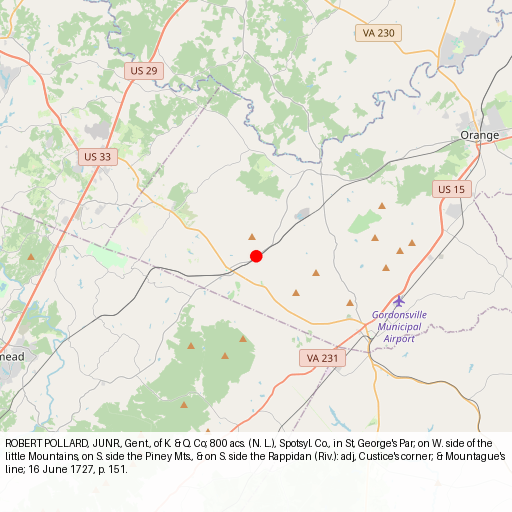 VA 230
US 29
Orange
US 33
US 15
Gordonsville
Municipal
Airport
VA 231
mead
ROBERT POLLARD, JUNR., Gent., of K. & Q. Co; 800 acs. (N. L.), Spotsyl. Co., in St, George's Par; on W. side of the
little Mountains, on S. side the Piney Mts., & on S. side the Rappidan (Riv.): adj, Custice's corner; & Mountague's
line; 16 June 1727, p. 151.